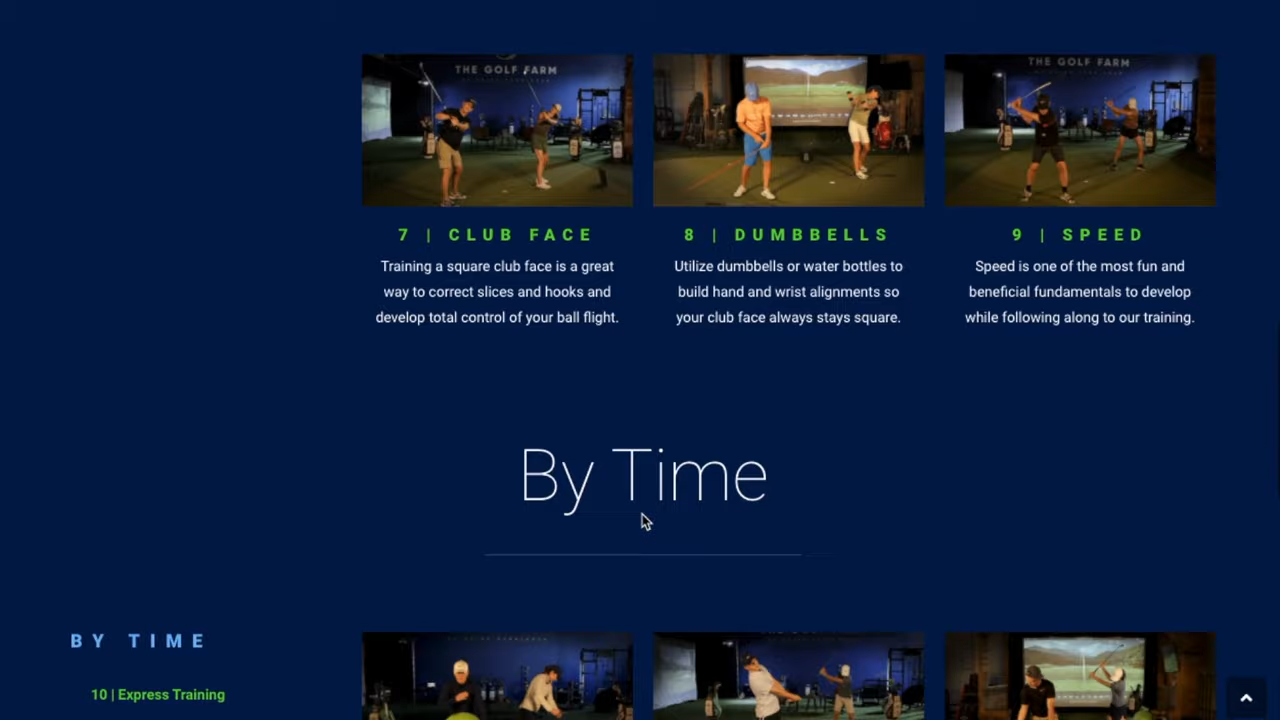 THE GOLF FARM
THE GOLF FARM
7 | CLUB FACE
Training a square club face is a great
way to correct slices and hooks and
develop total control of your ball flight.
8 | DUMBBELLS
Utilize dumbbells or water bottles to
build hand and wrist alignments so
your club face always stays square.
9 | SPEED
Speed is one of the most fun and
beneficial fundamentals to develop
while following along to our training.
By Time
BY TIME
10 | Express Training